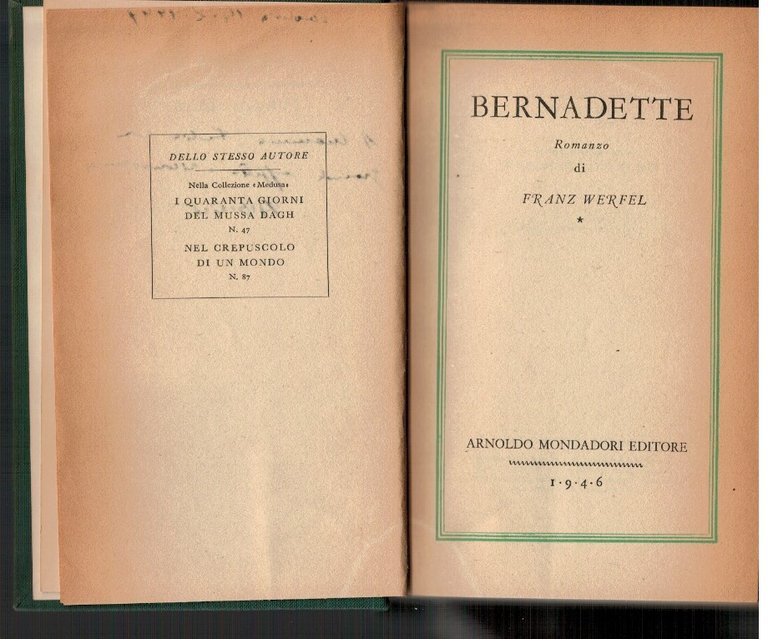 DELLO STESSO AUTORE
Nella Collezione «Medusa»
I QUARANTA GIORNI
DEL MUSSA DAGH
N. 47
NEL CREPUSCOLO
DI UN MONDO
N. 87
BERNADETTE
Romanzo
di
FRANZ WERFEL
*
ARNOLDO MONDADORI EDITORE
1·9·4·6